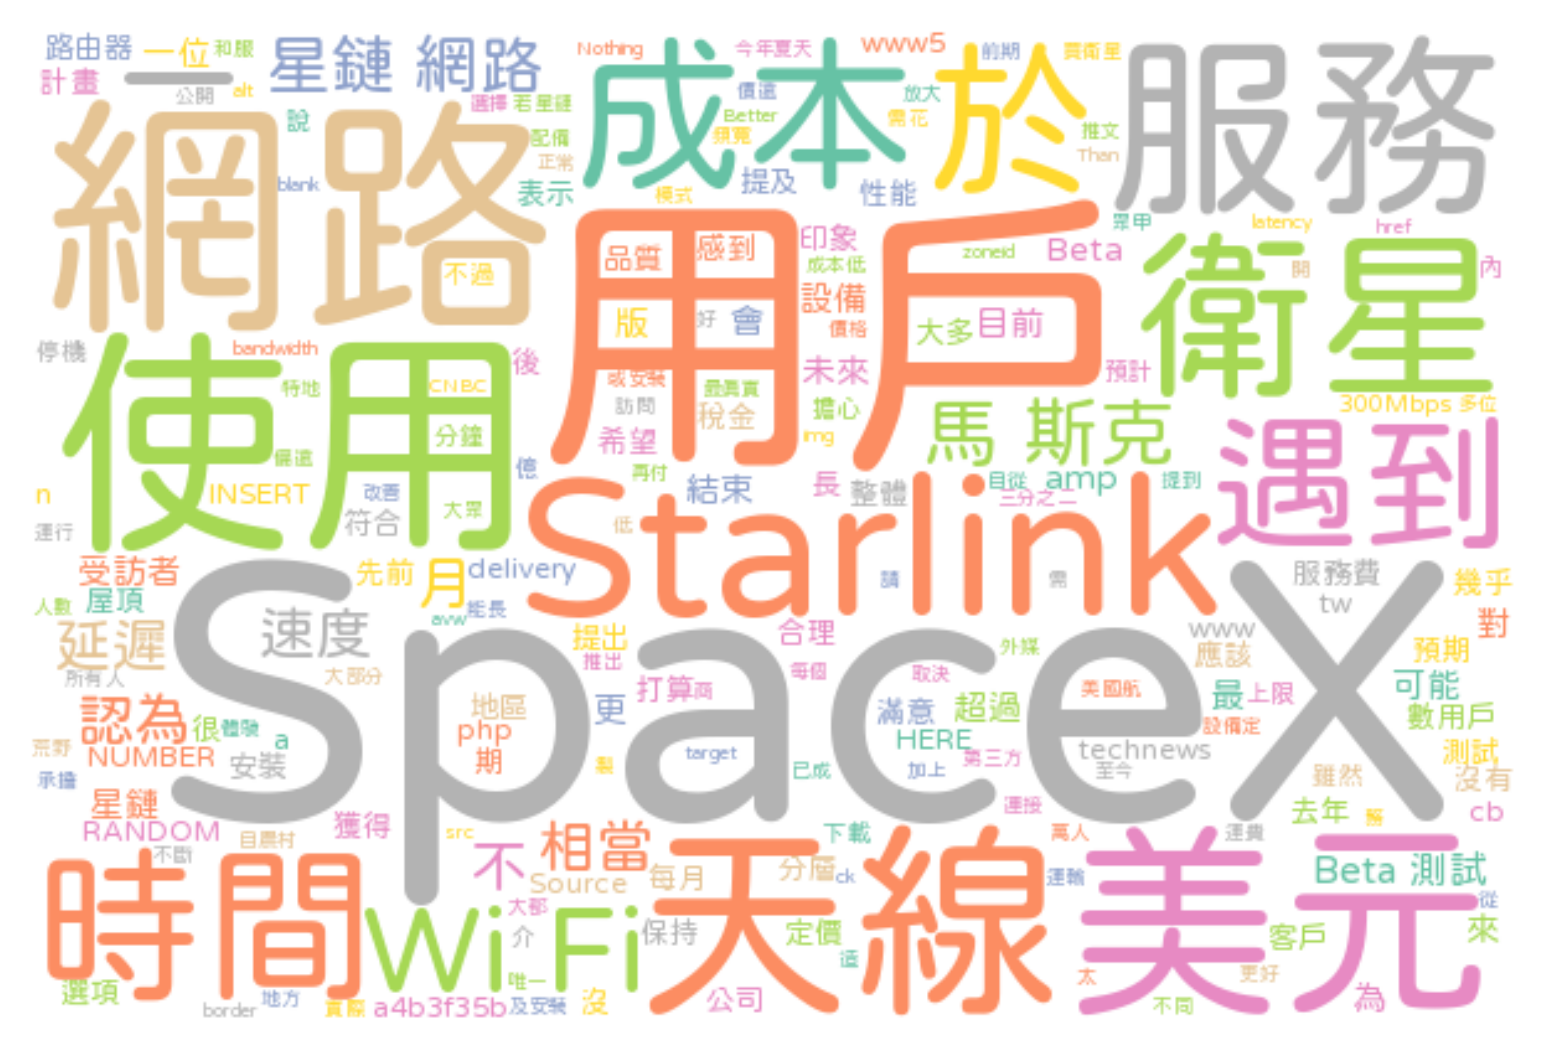 路由器 一位 和服 星鏈 網路 Nothing 今年夏天 www5 前期 賣衛星
計畫 一 公開 alt 選擇 若星鏈 成本 價遠 放大 於 服務
說 配備 Better 頻寬 需花 推文
網路 正常 Than
blank 表示 模式 提及 性能
眾甲 latency href
不過 品質 感到 印象 zoneid Beta 衛星 開 內
用戶 成本低
版 好 會 設備 價格 大多 目前
停機 bandwidth 後 未來 預計
使用 特地 CNBC 或安裝 最真實 300Mbps 多位
訪問 稅金 擔心 馬 斯克
分鐘 希望 img 遇到
偏遠 億 再付
n INSERT 改善 結束 長 整體 目從 amp 提到
運行 符合 大眾 低 Starlink 三分之二
受訪者 先前 月 delivery 請 需 服務費 幾乎
人數 屋頂 avw 能長 tw
延遲 速度 提出 合理 外媒 www 對
所有人 大部分 推出 每個 取決 應該 預期
SpaceX 打算 商 美國航 最 上限 可能
認為 很 體驗 地區 更 滿意 超過 設備定 數用戶
荒野 NUMBER a php target HERE 第三方 technews 測試
承擔 安裝 期 已成 加上 至今 雖然 沒有
星鏈 連接 去年 cb
RANDOM 獲得 src 下載 萬人 運費
不斷 目農村 不 相當 分層 ck 運輸 Beta 測試
時間 Source 每月 天線 美元 從
WiFi 大都 介 保持 定價 客戶 來
選項 地方 唯一 太 更好
border 實際 a4b3f35b 及安裝 沒 公司 不同 為